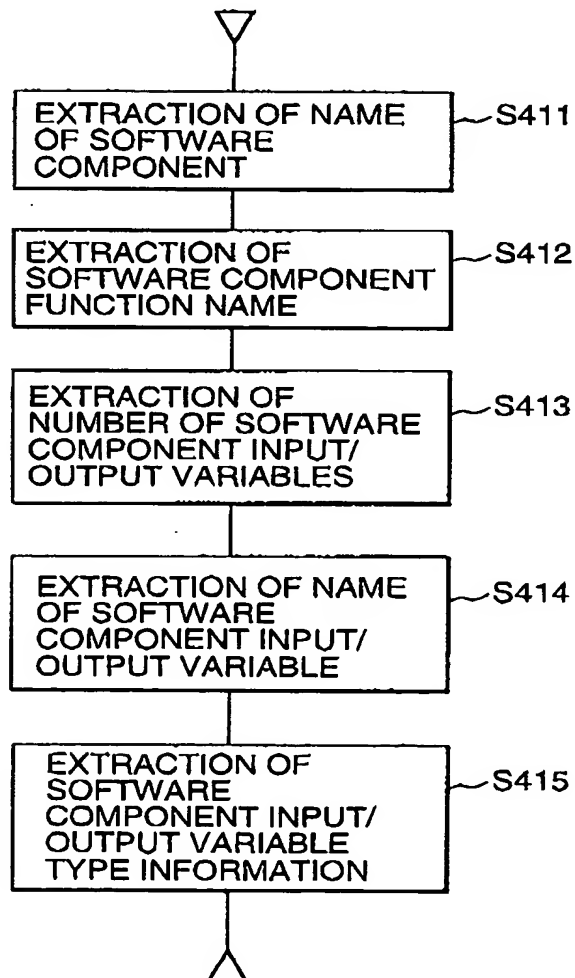 EXTRACTION OF NAME
OF SOFTWARE
COMPONENT
S411
EXTRACTION OF
SOFTWARE COMPONENT
FUNCTION NAME
S412
EXTRACTION OF
NUMBER OF SOFTWARE
COMPONENT INPUT/
OUTPUT VARIABLES
S413
EXTRACTION OF NAME
OF SOFTWARE
COMPONENT INPUT/
OUTPUT VARIABLE
S414
EXTRACTION OF
SOFTWARE
COMPONENT INPUT/
OUTPUT VARIABLE
TYPE INFORMATION
S415